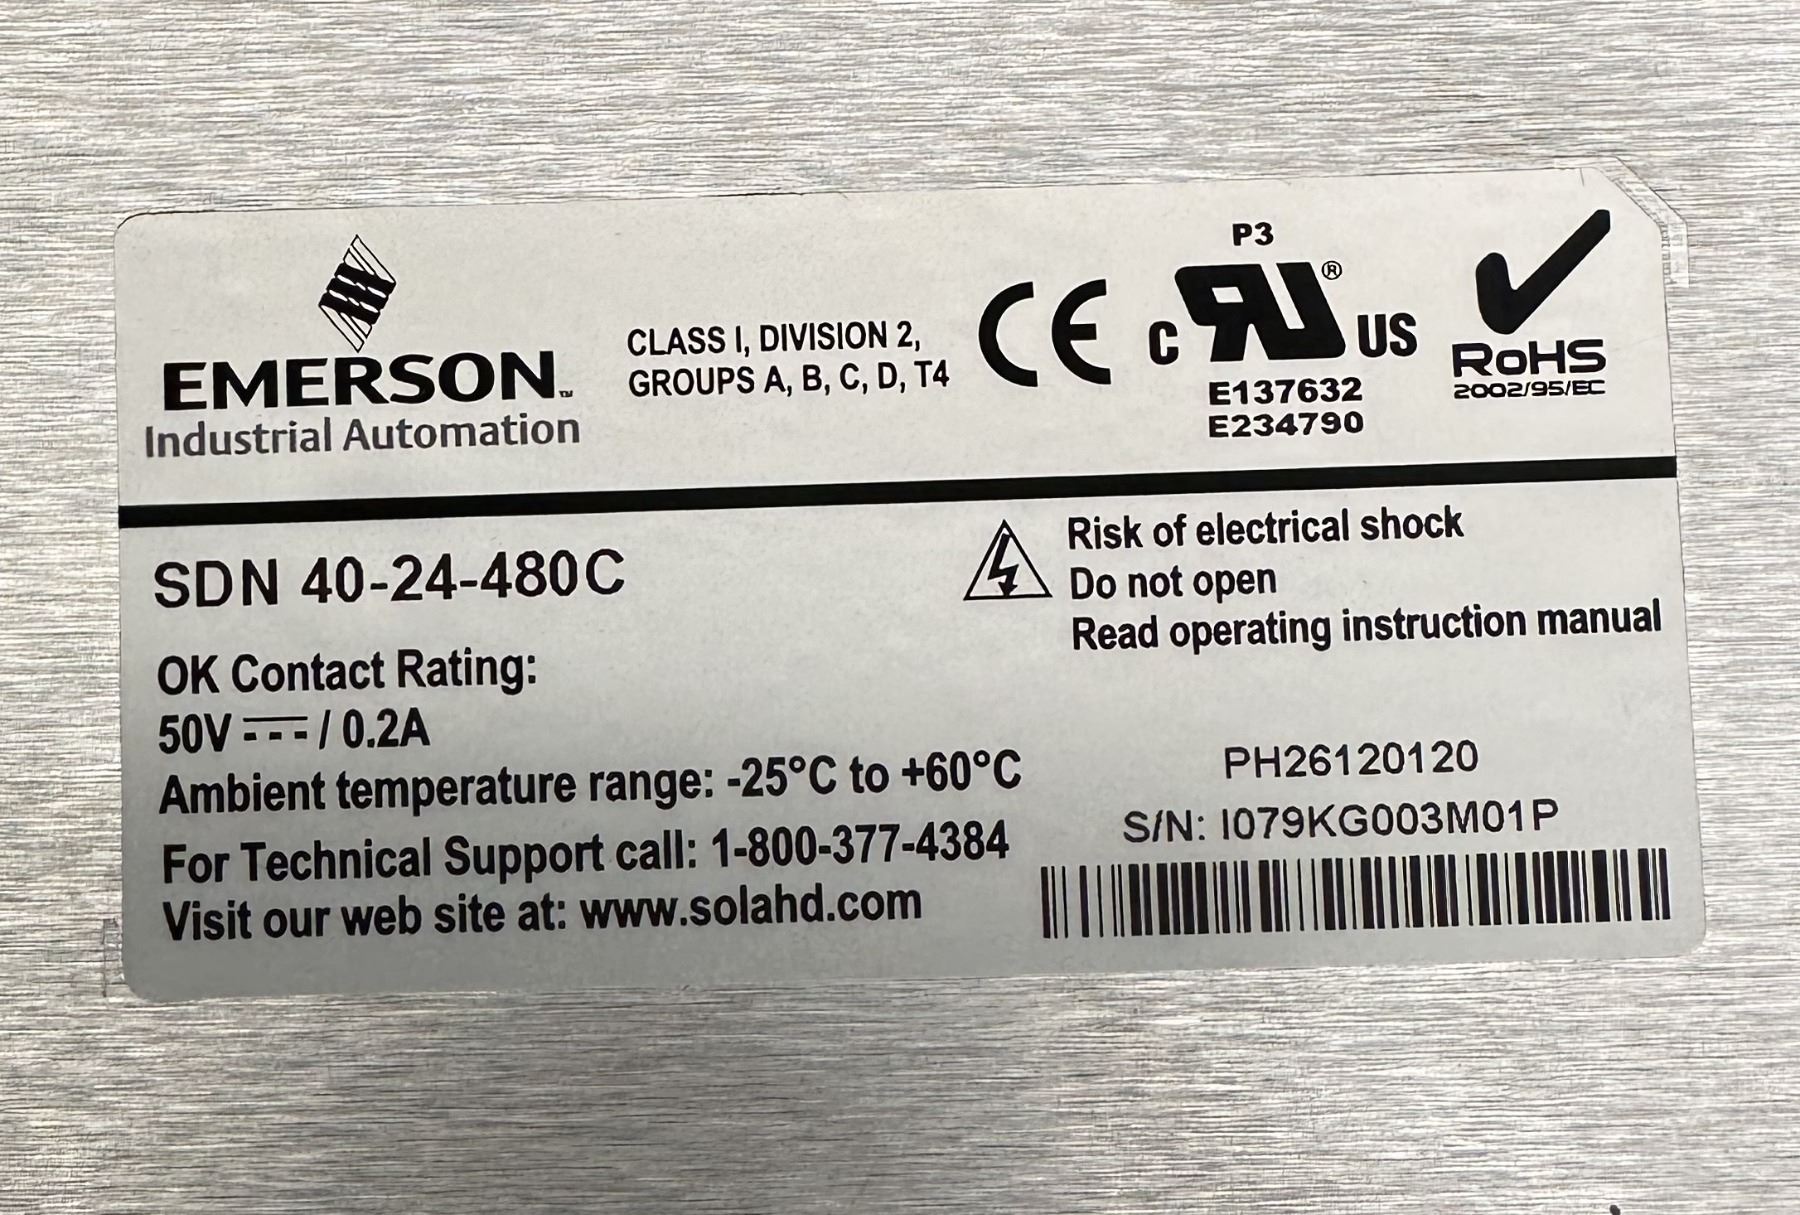 EMERSON™
Industrial Automation
CLASS I, DIVISION 2,
GROUPS A, B, C, D, T4
CE
P3
C RU® US
E137632
E234790
RoHS
2002/95/EC
SDN 40-24-480C
Risk of electrical shock
Do not open
Read operating instruction manual
OK Contact Rating:
50V ⎓ / 0.2A
Ambient temperature range: -25°C to +60°C
For Technical Support call: 1-800-377-4384
Visit our web site at: www.solahd.com
PH26120120
S/N: I079KG003M01P